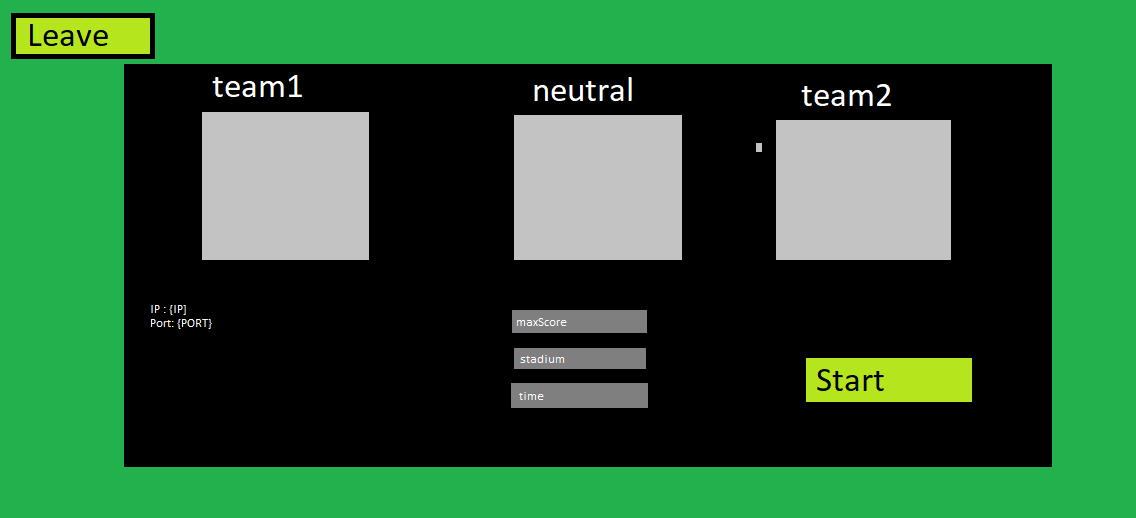 Leave
team1
neutral
team2
IP : {IP]
Port: {PORT}
maxScore
stadium
time
Start